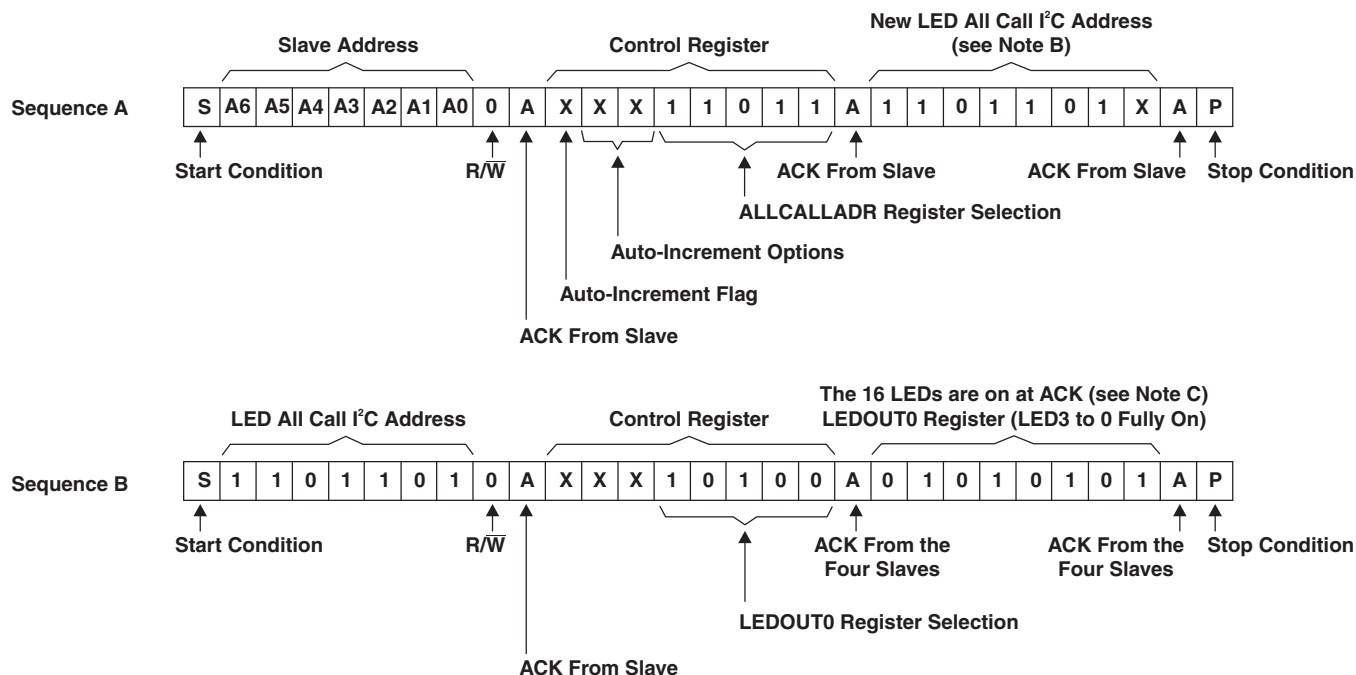 New LED All Call I²C Address
Slave Address Control Register (see Note B)
Sequence A S A6 A5 A4 A3 A2 A1 A0 0 A X X X 1 1 0 1 1 A 1 1 0 1 1 0 1 X A P
Start Condition R/W̅ ACK From Slave ACK From Slave Stop Condition
ALLCALLADR Register Selection
Auto-Increment Options
Auto-Increment Flag
ACK From Slave
The 16 LEDs are on at ACK (see Note C)
LED All Call I²C Address Control Register LEDOUT0 Register (LED3 to 0 Fully On)
Sequence B S 1 1 0 1 1 0 1 0 A X X X 1 0 1 0 0 A 0 1 0 1 0 1 0 1 A P
Start Condition R/W̅ ACK From the ACK From the Stop Condition
Four Slaves Four Slaves
LEDOUT0 Register Selection
ACK From Slave